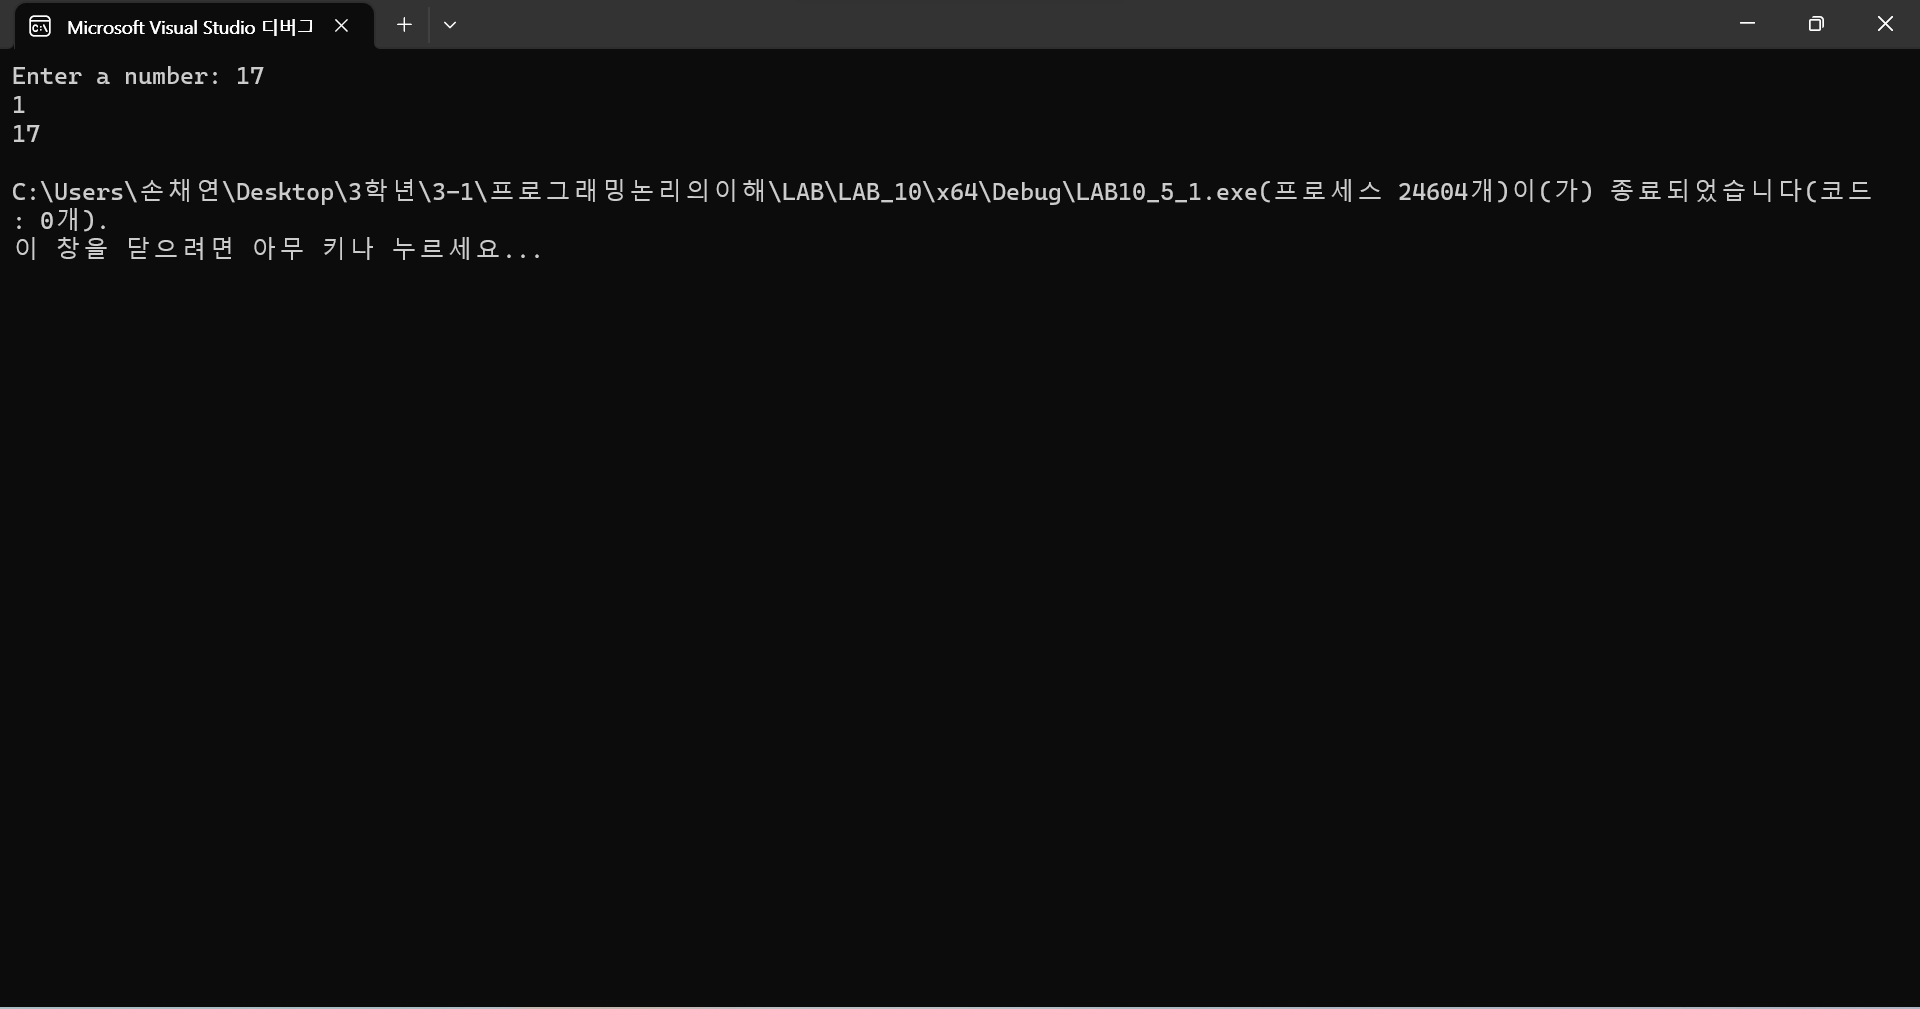 Microsoft Visual Studio 디버그
Enter a number: 17
1
17
C:\Users\손채연\Desktop\3학년\3-1\프로그래밍논리의이해\LAB\LAB_10\x64\Debug\LAB10_5_1.exe(프로세스 24604개)이(가) 종료되었습니다(코드
: 0개).
이 창을 닫으려면 아무 키나 누르세요...